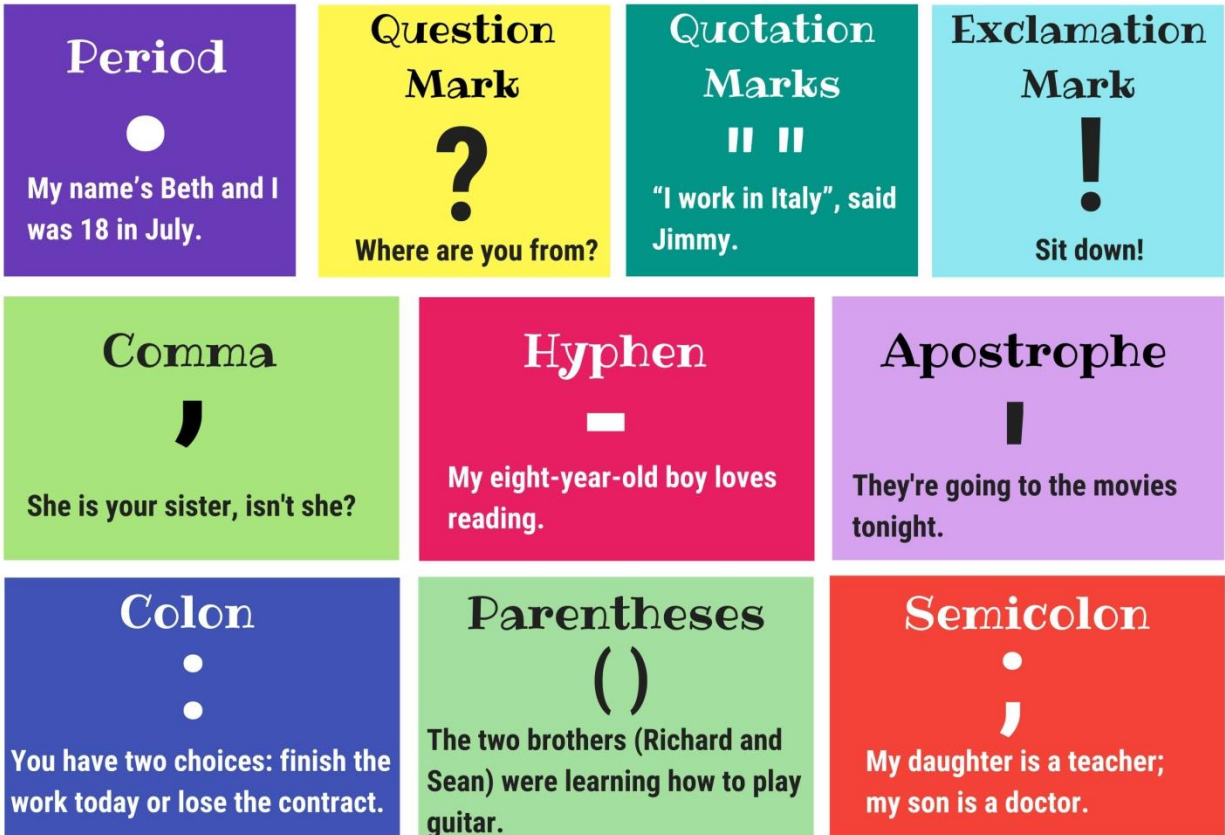 Period
.
My name’s Beth and I
was 18 in July.
Question
Mark
?
Where are you from?
Quotation
Marks
" "
“I work in Italy”, said
Jimmy.
Exclamation
Mark
!
Sit down!
Comma
,
She is your sister, isn't she?
Hyphen
-
My eight-year-old boy loves
reading.
Apostrophe
'
They're going to the movies
tonight.
Colon
:
You have two choices: finish the
work today or lose the contract.
Parentheses
( )
The two brothers (Richard and
Sean) were learning how to play
guitar.
Semicolon
;
My daughter is a teacher;
my son is a doctor.